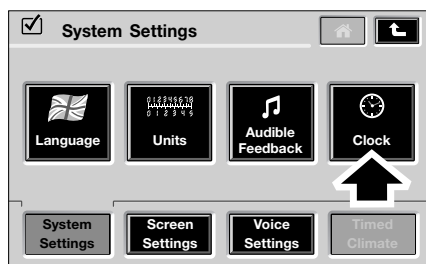 System Settings
Language
Units
Audible
Feedback
Clock
System
Settings
Screen
Settings
Voice
Settings
Timed
Climate